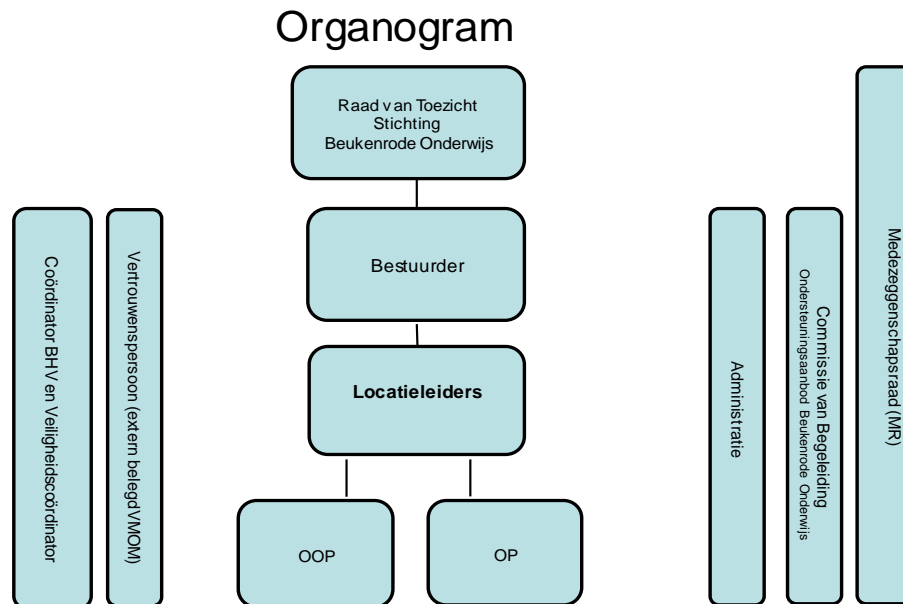 Organogram
Raad van Toezicht
Stichting
Beukenrode Onderwijs
Bestuurder
Locatieleiders
OOP
OP
Coördinator BHV en Veiligheidscoördinator
Vertrouwenspersoon (extern belegd VMOM)
Administratie
Commissie van Begeleiding
Ondersteuningsaanbod Beukenrode Onderwijs
Medezeggenschapsraad (MR)